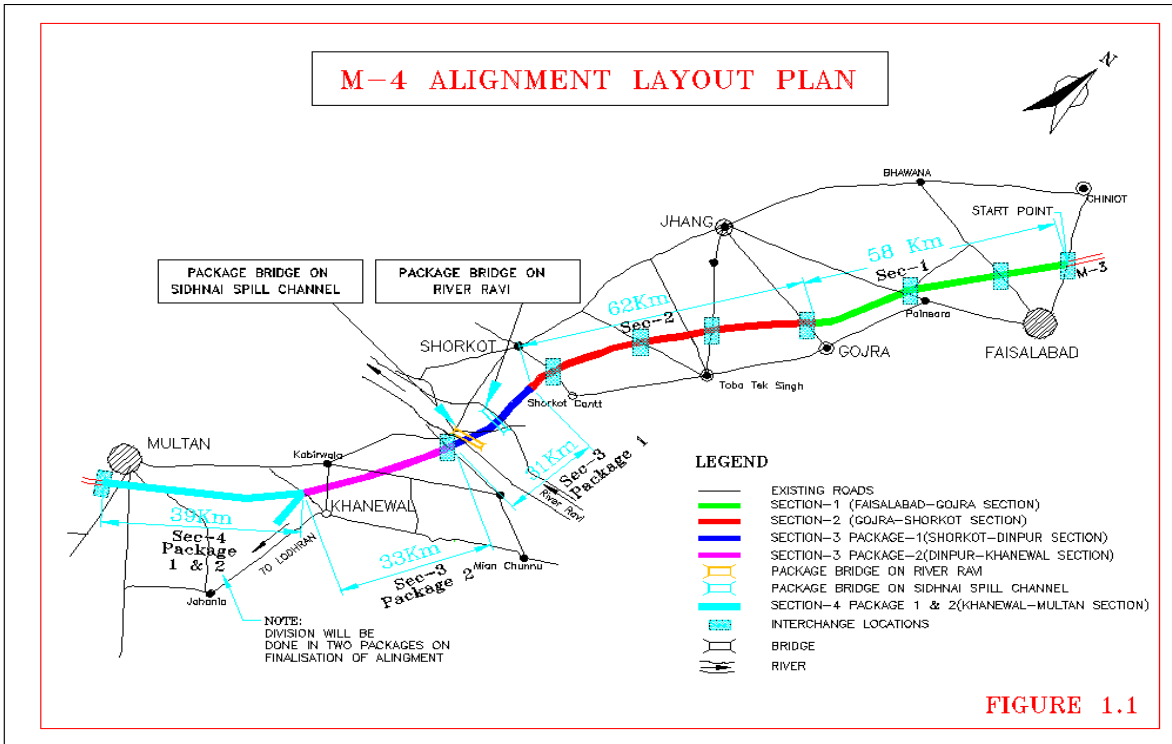 M-4 ALIGNMENT LAYOUT PLAN
N
BHAWANA
CHINIOT
START POINT
JHANG
58 Km
Sec-1
M-3
PACKAGE BRIDGE ON
SIDHNAI SPILL CHANNEL
PACKAGE BRIDGE ON
RIVER RAVI
62Km
Sec-2
Painsara
SHORKOT
GOJRA
FAISALABAD
Toba Tek Singh
Shorkot Cantt
MULTAN
Kabirwala
31Km
Sec-3
Package 1
River Ravi
KHANEWAL
39Km
Sec-4
Package
1 & 2
TO LODHRAN
33Km
Sec-3
Package 2
Mian Chunnu
Jahania
NOTE:
DIVISION WILL BE
DONE IN TWO PACKAGES ON
FINALISATION OF ALINGMENT
LEGEND
EXISTING ROADS
SECTION-1 (FAISALABAD-GOJRA SECTION)
SECTION-2 (GOJRA-SHORKOT SECTION)
SECTION-3 PACKAGE-1(SHORKOT-DINPUR SECTION)
SECTION-3 PACKAGE-2(DINPUR-KHANEWAL SECTION)
PACKAGE BRIDGE ON RIVER RAVI
PACKAGE BRIDGE ON SIDHNAI SPILL CHANNEL
SECTION-4 PACKAGE 1 & 2(KHANEWAL-MULTAN SECTION)
INTERCHANGE LOCATIONS
BRIDGE
RIVER
FIGURE 1.1